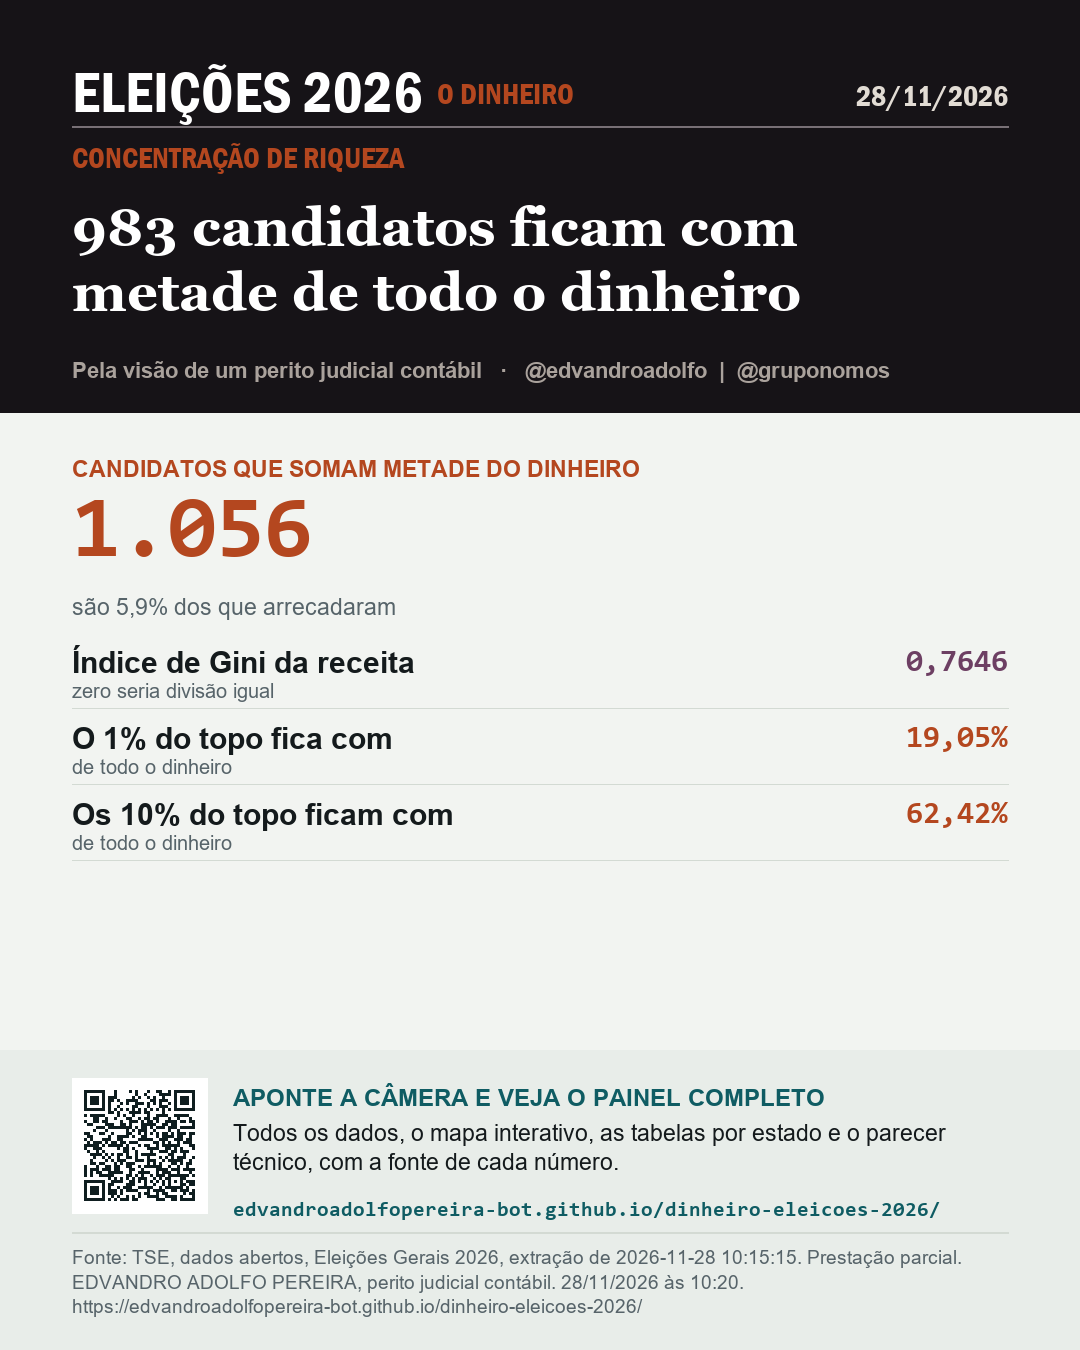 ELEIÇÕES 2026 O DINHEIRO 28/11/2026
CONCENTRAÇÃO DE RIQUEZA
983 candidatos ficam com
metade de todo o dinheiro
Pela visão de um perito judicial contábil · @edvandroadolfo | @gruponomos
CANDIDATOS QUE SOMAM METADE DO DINHEIRO
1.056
são 5,9% dos que arrecadaram
Índice de Gini da receita 0,7646
zero seria divisão igual
O 1% do topo fica com 19,05%
de todo o dinheiro
Os 10% do topo ficam com 62,42%
de todo o dinheiro
APONTE A CÂMERA E VEJA O PAINEL COMPLETO
Todos os dados, o mapa interativo, as tabelas por estado e o parecer
técnico, com a fonte de cada número.
edvandroadolfopereira-bot.github.io/dinheiro-eleicoes-2026/
Fonte: TSE, dados abertos, Eleições Gerais 2026, extração de 2026-11-28 10:15:15. Prestação parcial.
EDVANDRO ADOLFO PEREIRA, perito judicial contábil. 28/11/2026 às 10:20.
https://edvandroadolfopereira-bot.github.io/dinheiro-eleicoes-2026/